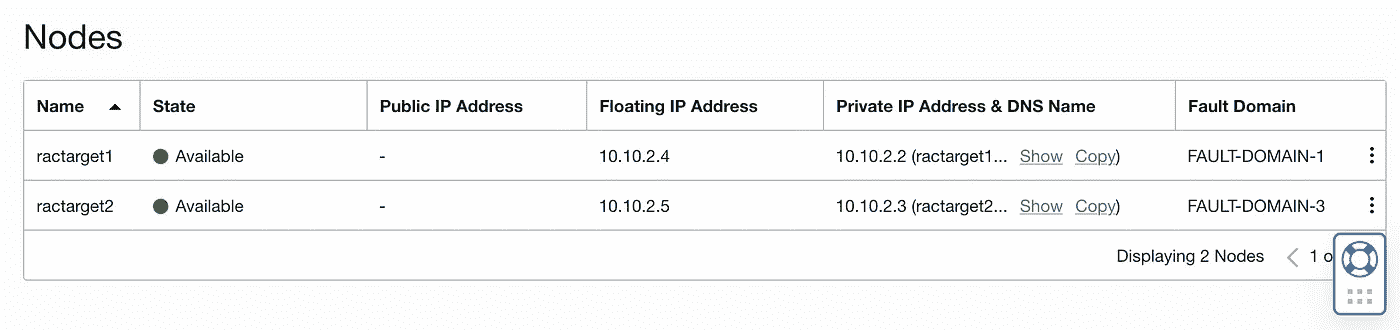 Nodes
Name State Public IP Address Floating IP Address Private IP Address & DNS Name Fault Domain
ractarget1 Available - 10.10.2.4 10.10.2.2 (ractarget1... Show Copy) FAULT-DOMAIN-1
ractarget2 Available - 10.10.2.5 10.10.2.3 (ractarget2... Show Copy) FAULT-DOMAIN-3
Displaying 2 Nodes 1 o